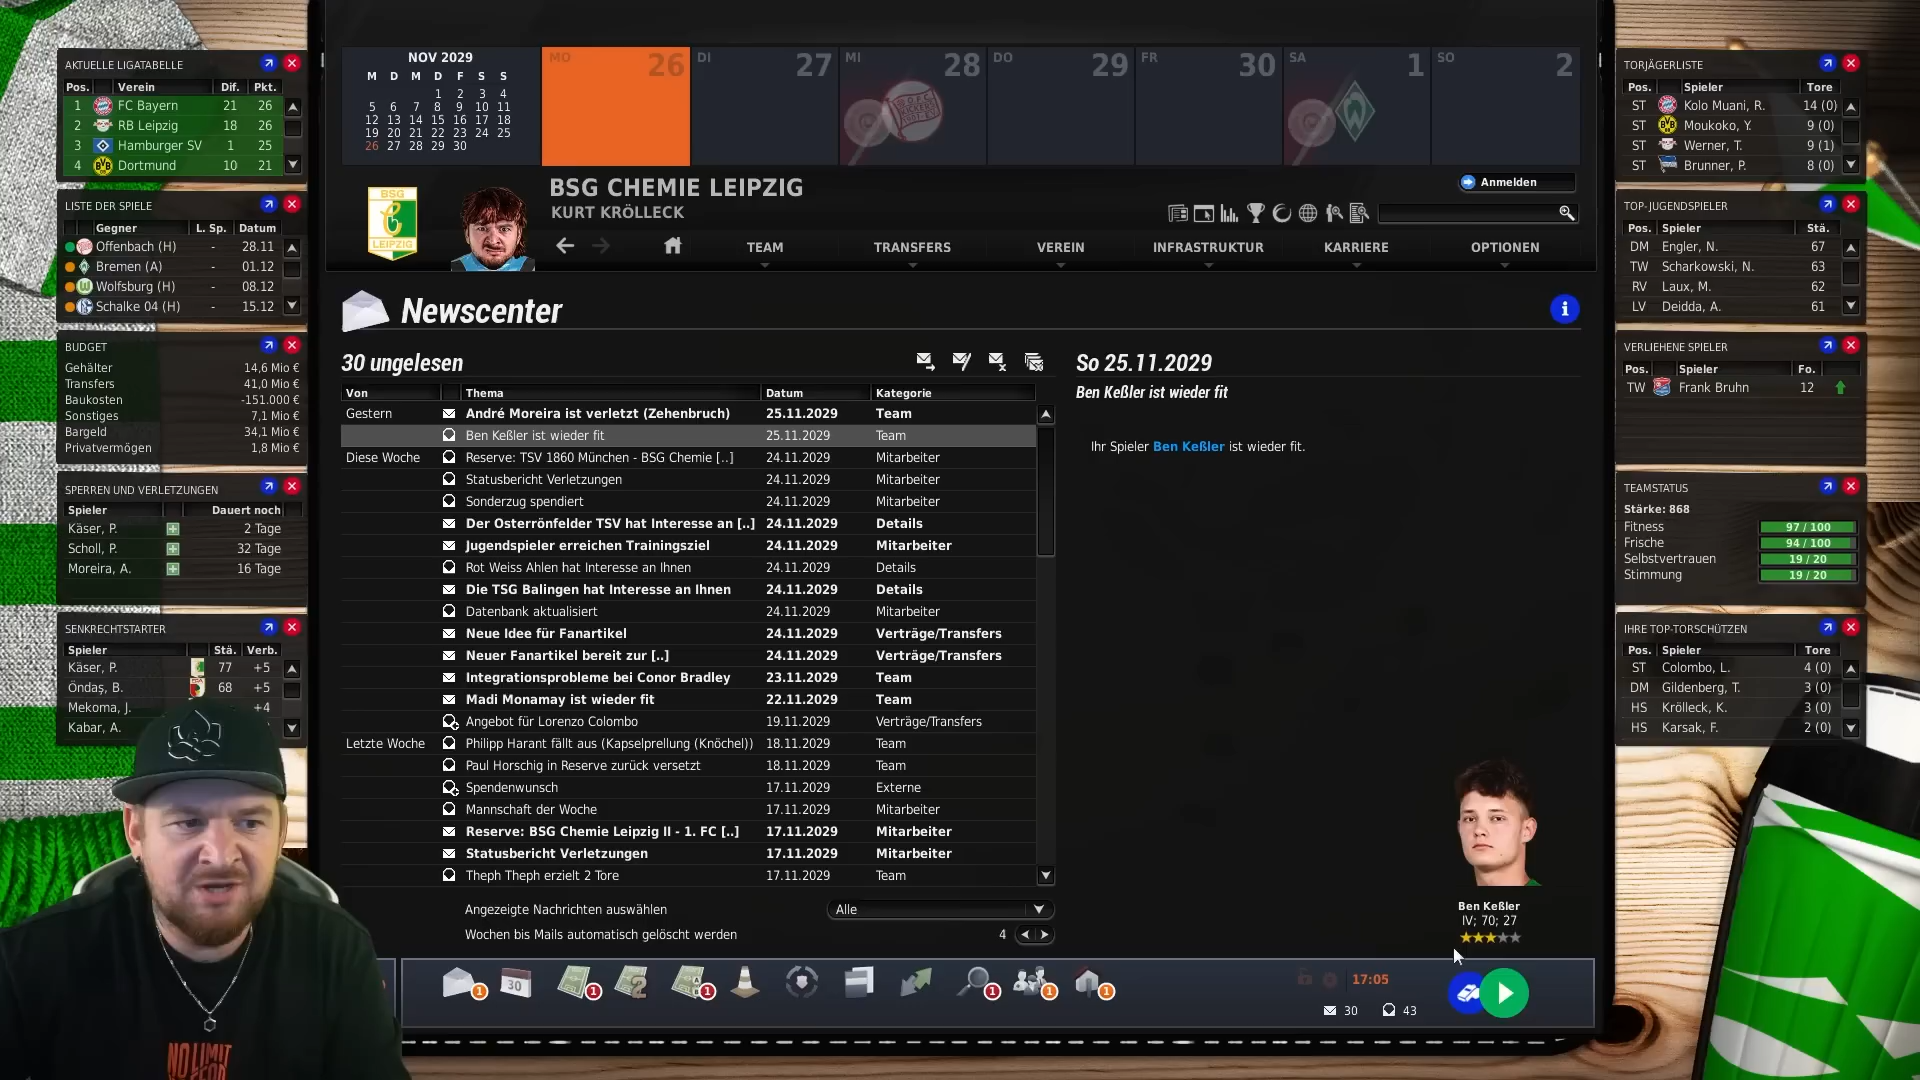 AKTUELLE LIGATABELLE
Pos. Verein Dif. Pkt.
1 FC Bayern 21 26
2 RB Leipzig 18 26
3 Hamburger SV 1 25
4 Dortmund 10 21
LISTE DER SPIELE
Gegner L. Sp. Datum
Offenbach (H) - 28.11
Bremen (A) - 01.12
Wolfsburg (H) - 08.12
Schalke 04 (H) - 15.12
BUDGET
Gehälter 14,6 Mio €
Transfers 41,0 Mio €
Baukosten -151.000 €
Sonstiges 7,1 Mio €
Bargeld 34,1 Mio €
Privatvermögen 1,8 Mio €
SPERREN UND VERLETZUNGEN
Spieler Dauert noch
Käser, P. 2 Tage
Scholl, P. 32 Tage
Moreira, A. 16 Tage
SENKRECHTSTARTER
Spieler Stä. Verb.
Käser, P. 77 +5
Öndaş, B. 68 +5
Mekoma, J. +4
Kabar, A.
NO LIMIT
NOV 2029
M D M D F S S
1 2 3 4
5 6 7 8 9 10 11
12 13 14 15 16 17 18
19 20 21 22 23 24 25
26 27 28 29 30
MO 26 DI 27 MI 28 DO 29 FR 30 SA 1 SO 2
BSG CHEMIE LEIPZIG
KURT KRÖLLECK
BSG
LEIPZIG
Anmelden
TEAM TRANSFERS VEREIN INFRASTRUKTUR KARRIERE OPTIONEN
Newscenter
i
30 ungelesen
Von Thema Datum Kategorie
Gestern André Moreira ist verletzt (Zehenbruch) 25.11.2029 Team
Ben Keßler ist wieder fit 25.11.2029 Team
Diese Woche Reserve: TSV 1860 München - BSG Chemie [..] 24.11.2029 Mitarbeiter
Statusbericht Verletzungen 24.11.2029 Mitarbeiter
Sonderzug spendiert 24.11.2029 Mitarbeiter
Der Osterrönfelder TSV hat Interesse an [..] 24.11.2029 Details
Jugendspieler erreichen Trainingsziel 24.11.2029 Mitarbeiter
Rot Weiss Ahlen hat Interesse an Ihnen 24.11.2029 Details
Die TSG Balingen hat Interesse an Ihnen 24.11.2029 Details
Datenbank aktualisiert 24.11.2029 Mitarbeiter
Neue Idee für Fanartikel 24.11.2029 Verträge/Transfers
Neuer Fanartikel bereit zur [..] 24.11.2029 Verträge/Transfers
Integrationsprobleme bei Conor Bradley 23.11.2029 Team
Madi Monamay ist wieder fit 22.11.2029 Team
Angebot für Lorenzo Colombo 19.11.2029 Verträge/Transfers
Letzte Woche Philipp Harant fällt aus (Kapselprellung (Knöchel)) 18.11.2029 Team
Paul Horschig in Reserve zurück versetzt 18.11.2029 Team
Spendenwunsch 17.11.2029 Externe
Mannschaft der Woche 17.11.2029 Mitarbeiter
Reserve: BSG Chemie Leipzig II - 1. FC [..] 17.11.2029 Mitarbeiter
Statusbericht Verletzungen 17.11.2029 Mitarbeiter
Theph Theph erzielt 2 Tore 17.11.2029 Team
Angezeigte Nachrichten auswählen Alle
Wochen bis Mails automatisch gelöscht werden 4
So 25.11.2029
Ben Keßler ist wieder fit
Ihr Spieler Ben Keßler ist wieder fit.
Ben Keßler
IV; 70; 27
1 30 1 2 1 1 1 1
17:05
30 43
TORJÄGERLISTE
Pos. Spieler Tore
ST Kolo Muani, R. 14 (0)
ST Moukoko, Y. 9 (0)
ST Werner, T. 9 (1)
ST Brunner, P. 8 (0)
TOP-JUGENDSPIELER
Pos. Spieler Stä.
DM Engler, N. 67
TW Scharkowski, N. 63
RV Laux, M. 62
LV Deidda, A. 61
VERLIEHENE SPIELER
Pos. Spieler Fo.
TW Frank Bruhn 12
TEAMSTATUS
Stärke: 868
Fitness 97 / 100
Frische 94 / 100
Selbstvertrauen 19 / 20
Stimmung 19 / 20
IHRE TOP-TORSCHÜTZEN
Pos. Spieler Tore
ST Colombo, L. 4 (0)
DM Gildenberg, T. 3 (0)
HS Krölleck, K. 3 (0)
HS Karsak, F. 2 (0)